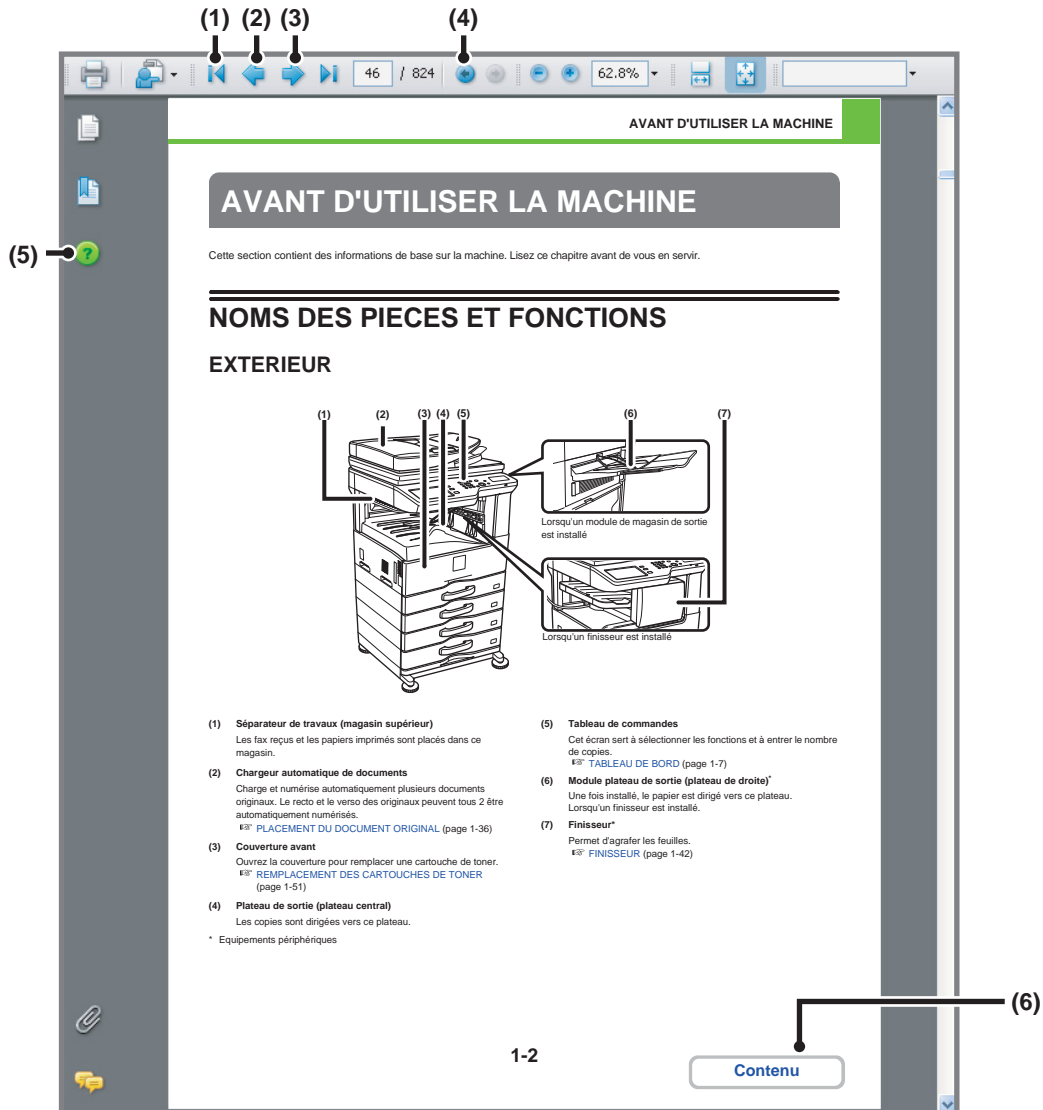 (1) (2) (3) (4)
46 / 824 62.8%
(5)
AVANT D'UTILISER LA MACHINE
AVANT D'UTILISER LA MACHINE
Cette section contient des informations de base sur la machine. Lisez ce chapitre avant de vous en servir.
NOMS DES PIECES ET FONCTIONS
EXTERIEUR
(1) (2) (3) (4) (5) (6) (7)
Lorsqu'un module de magasin de sortie
est installé
Lorsqu'un finisseur est installé
(1) Séparateur de travaux (magasin supérieur)
Les fax reçus et les papiers imprimés sont placés dans ce
magasin.
(2) Chargeur automatique de documents
Charge et numérise automatiquement plusieurs documents
originaux. Le recto et le verso des originaux peuvent tous 2 être
automatiquement numérisés.
☞ PLACEMENT DU DOCUMENT ORIGINAL (page 1-36)
(3) Couverture avant
Ouvrez la couverture pour remplacer une cartouche de toner.
☞ REMPLACEMENT DES CARTOUCHES DE TONER
(page 1-51)
(4) Plateau de sortie (plateau central)
Les copies sont dirigées vers ce plateau.
* Equipements périphériques
(5) Tableau de commandes
Cet écran sert à sélectionner les fonctions et à entrer le nombre
de copies.
☞ TABLEAU DE BORD (page 1-7)
(6) Module plateau de sortie (plateau de droite)*
Une fois installé, le papier est dirigé vers ce plateau.
Lorsqu'un finisseur est installé.
(7) Finisseur*
Permet d'agrafer les feuilles.
☞ FINISSEUR (page 1-42)
(6)
1-2
Contenu